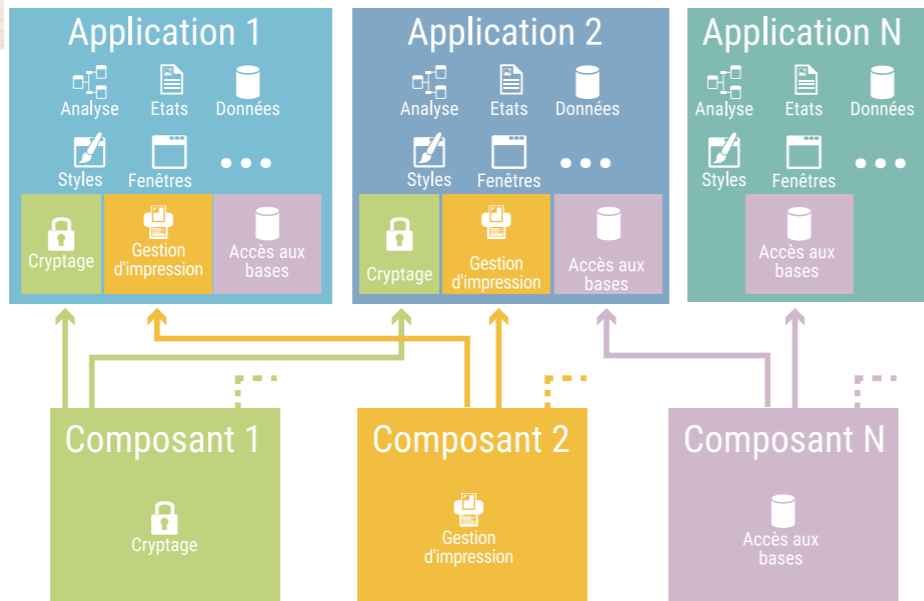 Application 1
Analyse
Etats
Données
Styles
Fenêtres
...
Cryptage
Gestion
d'impression
Accès aux
bases
Application 2
Analyse
Etats
Données
Styles
Fenêtres
...
Cryptage
Gestion
d'impression
Accès aux
bases
Application N
Analyse
Etats
Données
Styles
Fenêtres
...
Accès aux
bases
Composant 1
Cryptage
Composant 2
Gestion
d'impression
Composant N
Accès aux
bases